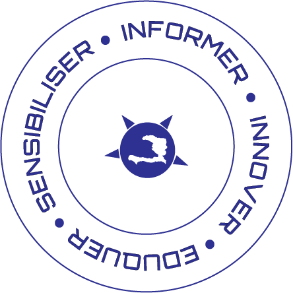 SENSIBILISER • INFORMER • INNOVER • EDUQUER •